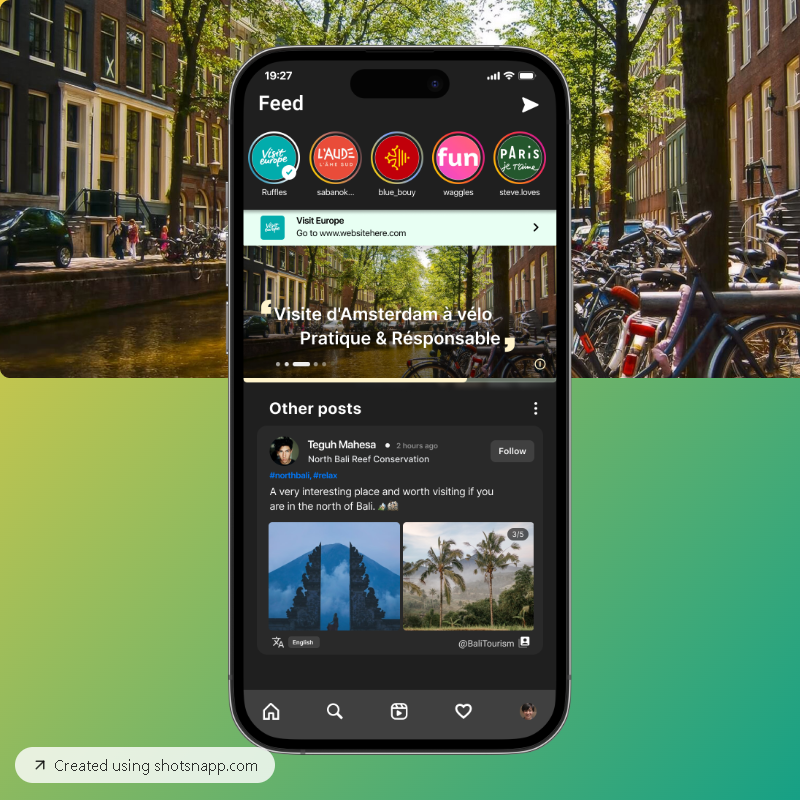 19:27
Feed
Visit
europe
L'AUDE
L'ÂME SUD
fun
PARiS
je t'aime
Ruffles
sabanok...
blue_bouy
waggles
steve.loves
Visit
europe
Visit Europe
Go to www.websitehere.com
Visite d'Amsterdam à vélo
Pratique & Résponsable
Other posts
Teguh Mahesa
2 hours ago
North Bali Reef Conservation
Follow
#northbali, #relax
A very interesting place and worth visiting if you
are in the north of Bali.
3/5
English
@BaliTourism
Created using shotsnapp.com